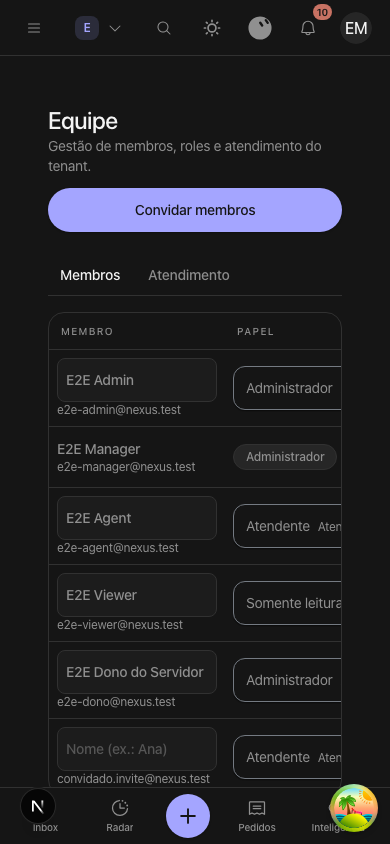 E
10
EM
Equipe
Gestão de membros, roles e atendimento do
tenant.
Convidar membros
Membros Atendimento
MEMBRO PAPEL
E2E Admin
e2e-admin@nexus.test
Administrador
E2E Manager
e2e-manager@nexus.test
Administrador
E2E Agent
e2e-agent@nexus.test
Atendente Aten
E2E Viewer
e2e-viewer@nexus.test
Somente leitura
E2E Dono do Servidor
e2e-dono@nexus.test
Administrador
Nome (ex.: Ana)
convidado.invite@nexus.test
Atendente Aten
N
Inbox Radar Pedidos